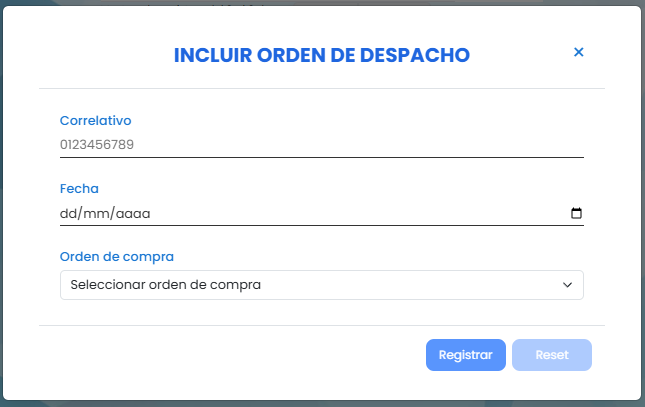 INCLUIR ORDEN DE DESPACHO
×
Correlativo
0123456789
Fecha
dd/mm/aaaa
Orden de compra
Seleccionar orden de compra
Registrar Reset